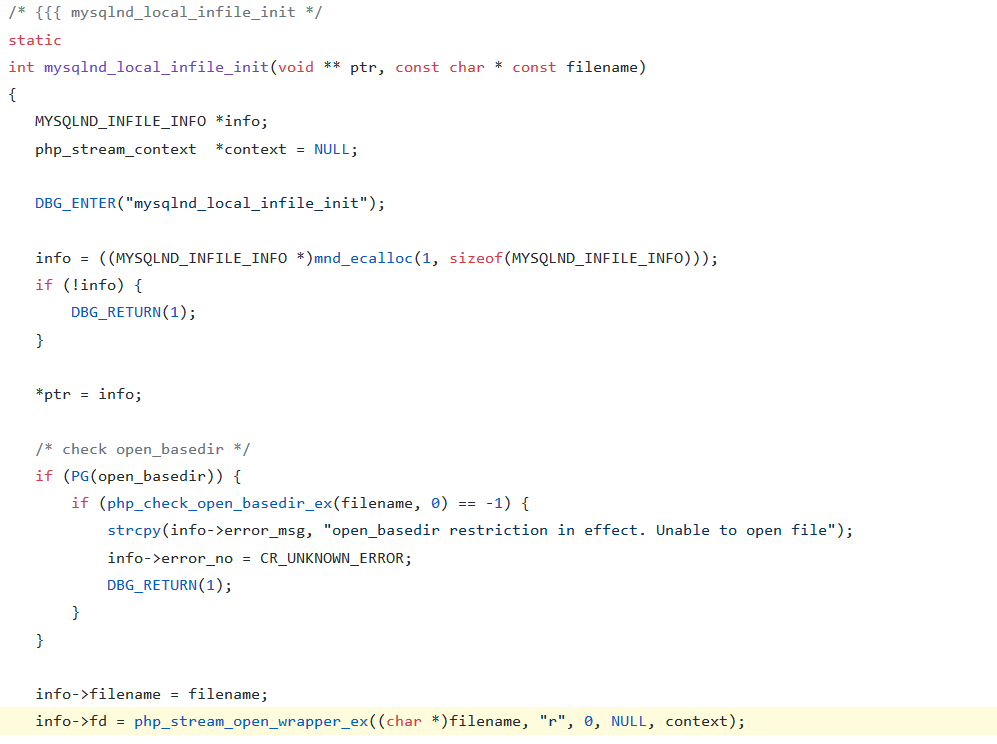 /* {{{ mysqlnd_local_infile_init */
static
int mysqlnd_local_infile_init(void ** ptr, const char * const filename)
{
MYSQLND_INFILE_INFO *info;
php_stream_context  *context = NULL;
DBG_ENTER("mysqlnd_local_infile_init");
info = ((MYSQLND_INFILE_INFO *)mnd_ecalloc(1, sizeof(MYSQLND_INFILE_INFO)));
if (!info) {
DBG_RETURN(1);
}
*ptr = info;
/* check open_basedir */
if (PG(open_basedir)) {
if (php_check_open_basedir_ex(filename, 0) == -1) {
strcpy(info->error_msg, "open_basedir restriction in effect. Unable to open file");
info->error_no = CR_UNKNOWN_ERROR;
DBG_RETURN(1);
}
}
info->filename = filename;
info->fd = php_stream_open_wrapper_ex((char *)filename, "r", 0, NULL, context);